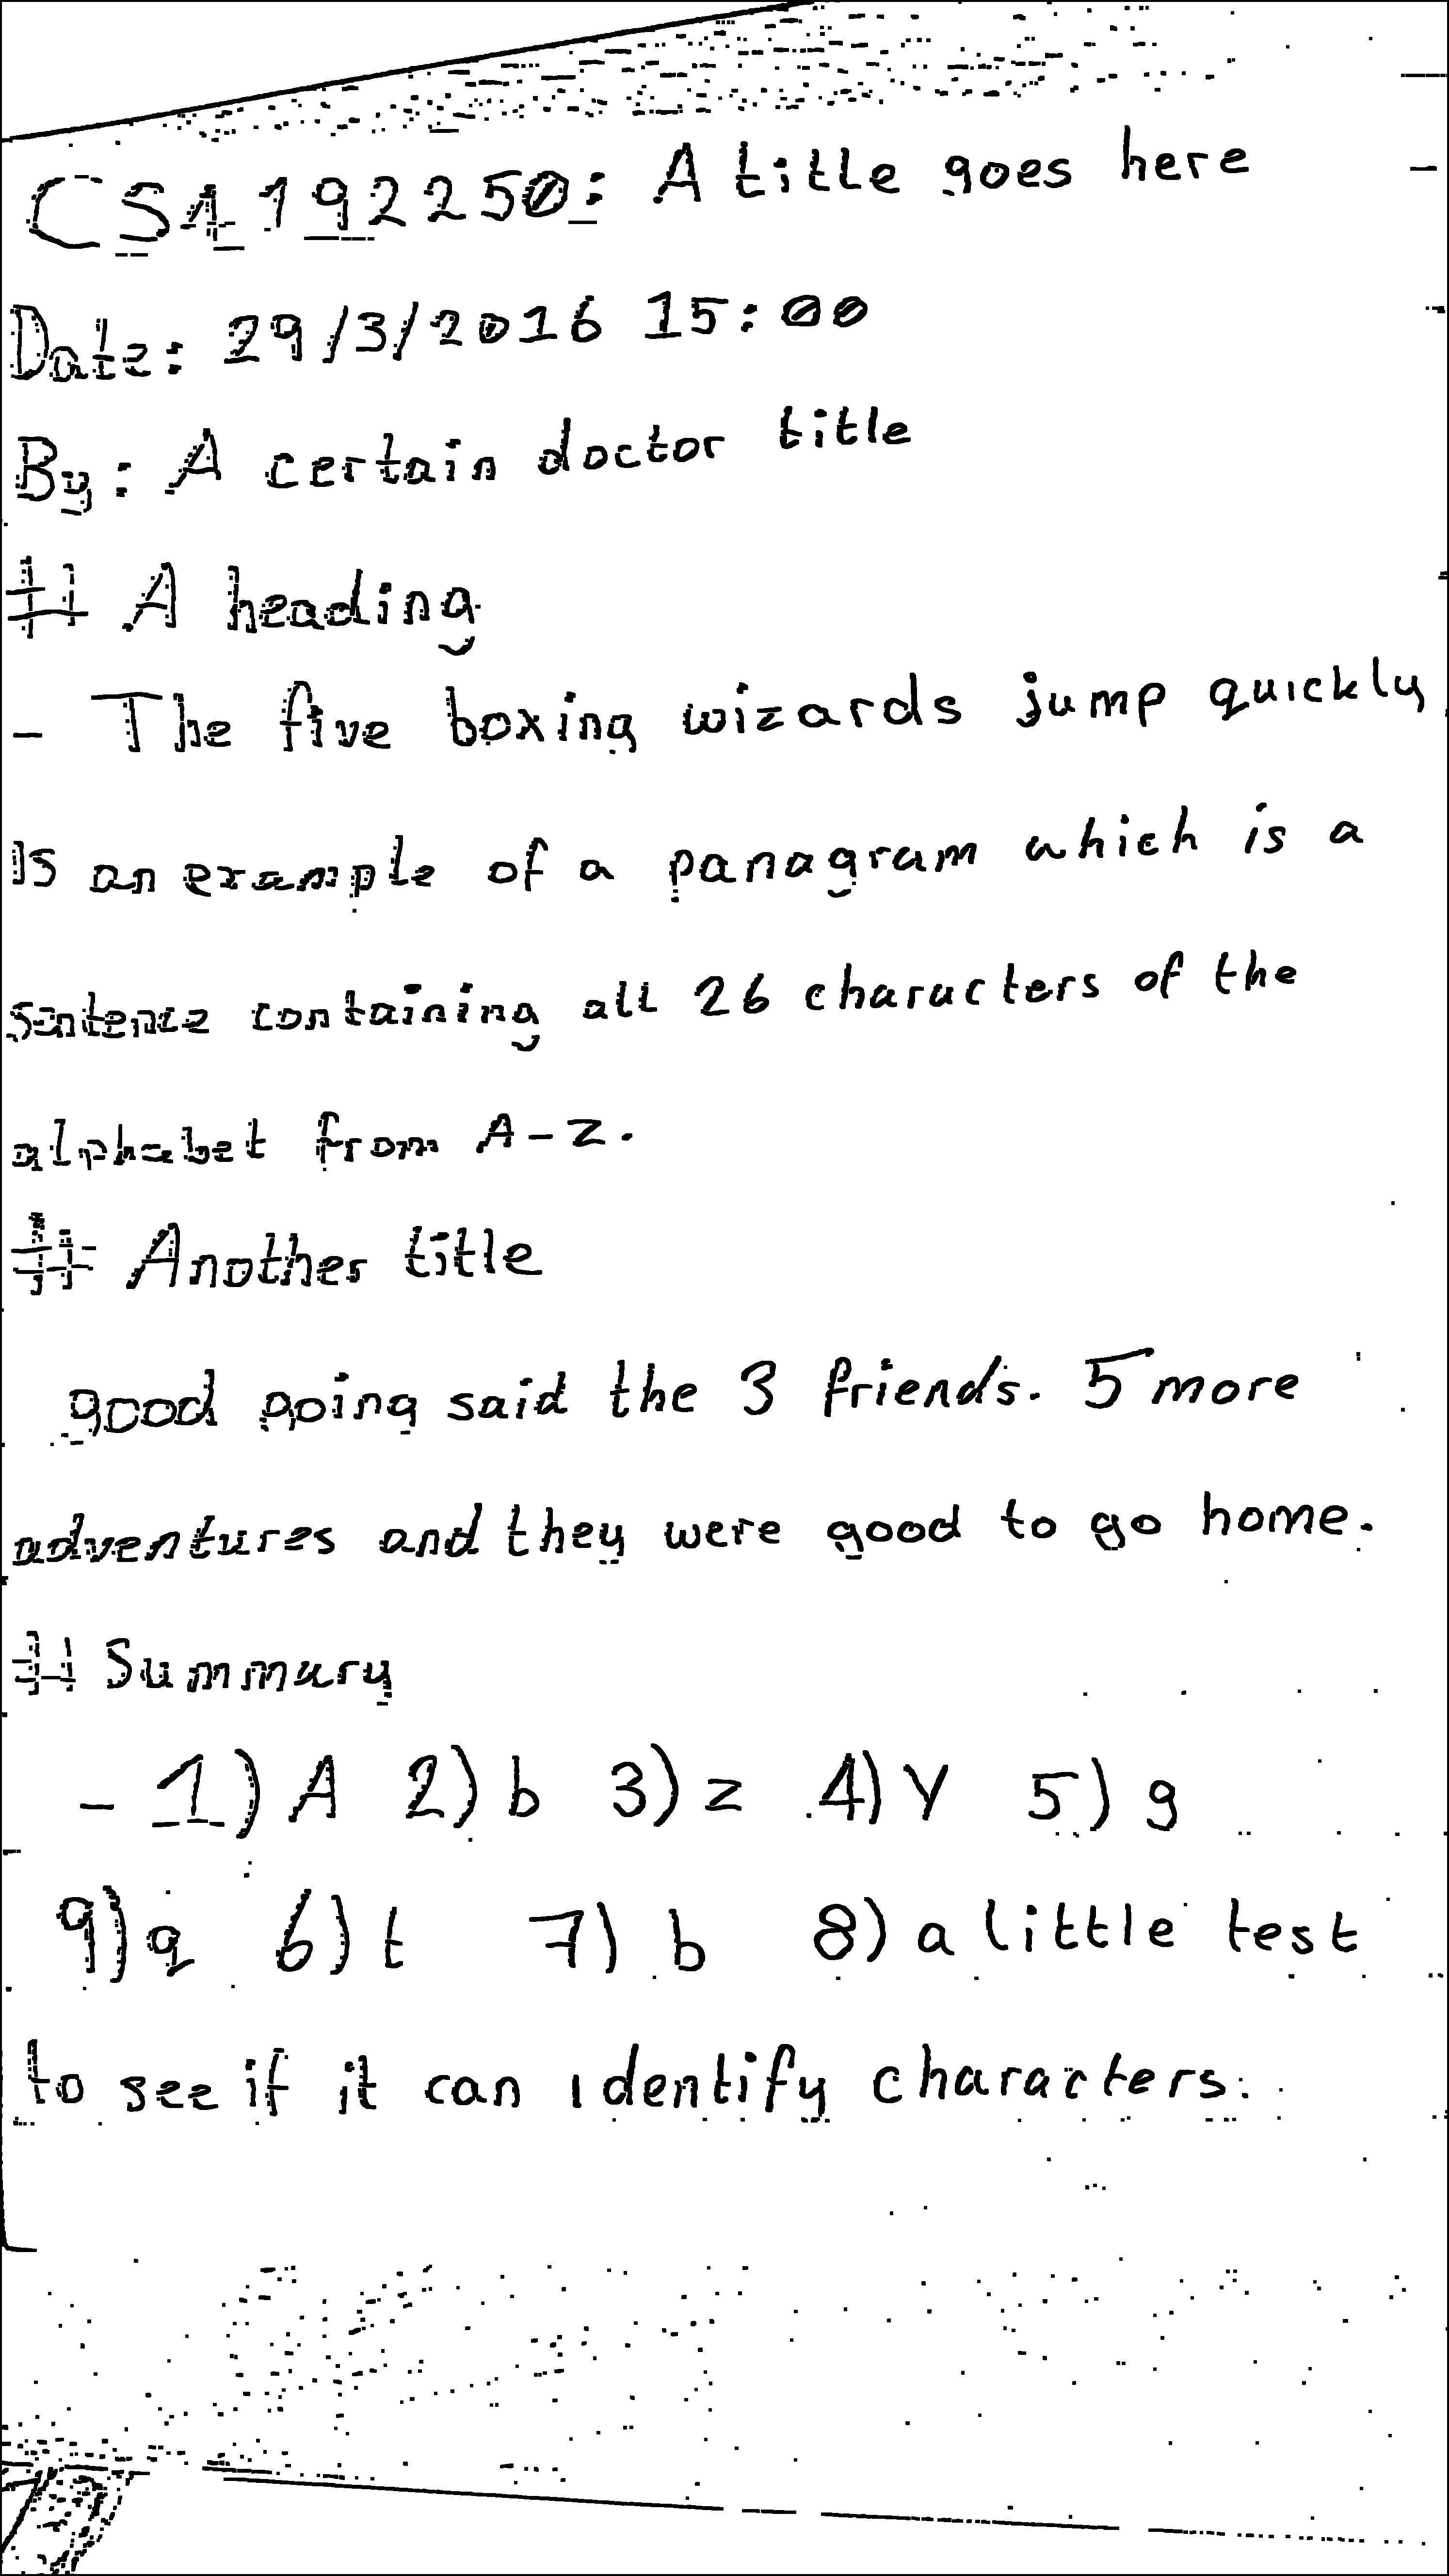 CS1192250: A title goes here
Date: 29/3/2016 15:00
By: A certain doctor title
# A heading
- The five boxing wizards jump quickly
is an example of a panagram which is a
sentence containing all 26 characters of the
alphabet from A-Z.
# Another title
good going said the 3 friends. 5 more
adventures and they were good to go home.
# Summary
- 1) A 2) b 3) z 4) Y 5) g
9) q 6) t 7) b 8) a little test
to see if it can identify characters.